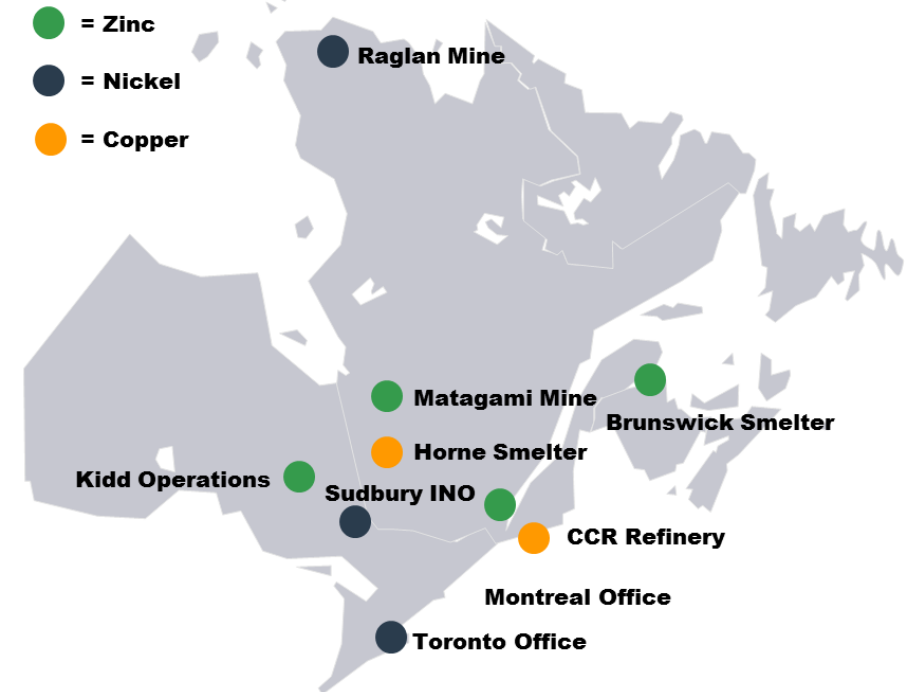 = Zinc
= Nickel
= Copper
Raglan Mine
Matagami Mine
Brunswick Smelter
Horne Smelter
Kidd Operations
Sudbury INO
CCR Refinery
Montreal Office
Toronto Office